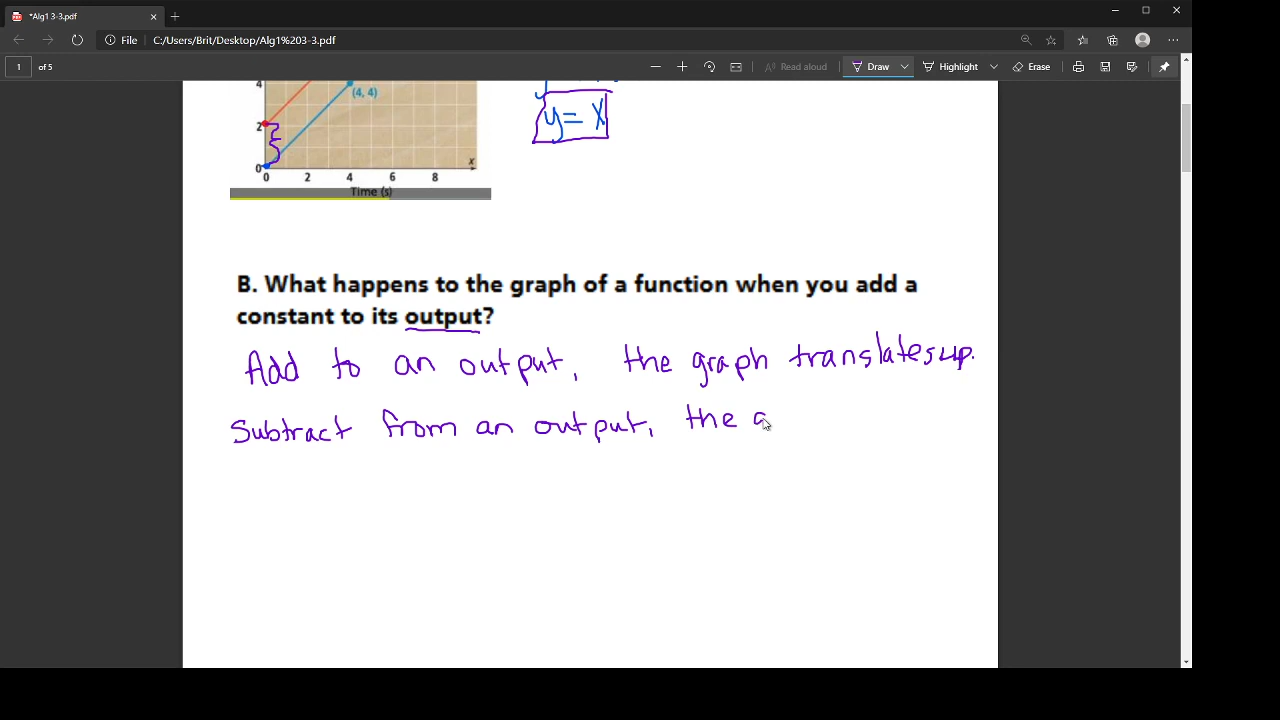 *Alg1 3-3.pdf
File C:/Users/Brit/Desktop/Alg1%203-3.pdf
1 of 5 Read aloud Draw Highlight Erase
4
(4, 4)
2
y = x
0
x
0 2 4 6 8
Time (s)
B. What happens to the graph of a function when you add a
constant to its output?
Add to an output, the graph translates up.
Subtract from an output, the g